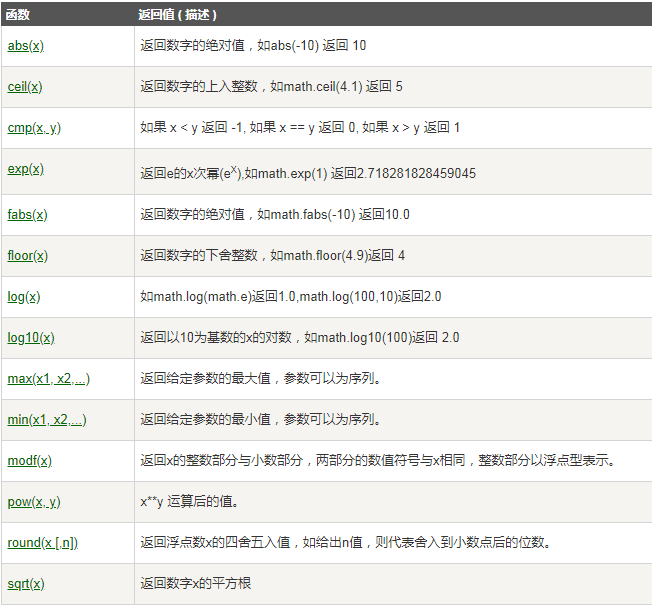 函数 返回值 ( 描述 )
abs(x) 返回数字的绝对值，如abs(-10) 返回 10
ceil(x) 返回数字的上入整数，如math.ceil(4.1) 返回 5
cmp(x, y) 如果 x < y 返回 -1, 如果 x == y 返回 0, 如果 x > y 返回 1
exp(x) 返回e的x次幂(eˣ),如math.exp(1) 返回2.718281828459045
fabs(x) 返回数字的绝对值，如math.fabs(-10) 返回10.0
floor(x) 返回数字的下舍整数，如math.floor(4.9)返回 4
log(x) 如math.log(math.e)返回1.0,math.log(100,10)返回2.0
log10(x) 返回以10为基数的x的对数，如math.log10(100)返回 2.0
max(x1, x2,...) 返回给定参数的最大值，参数可以为序列。
min(x1, x2,...) 返回给定参数的最小值，参数可以为序列。
modf(x) 返回x的整数部分与小数部分，两部分的数值符号与x相同，整数部分以浮点型表示。
pow(x, y) x**y 运算后的值。
round(x [,n]) 返回浮点数x的四舍五入值，如给出n值，则代表舍入到小数点后的位数。
sqrt(x) 返回数字x的平方根